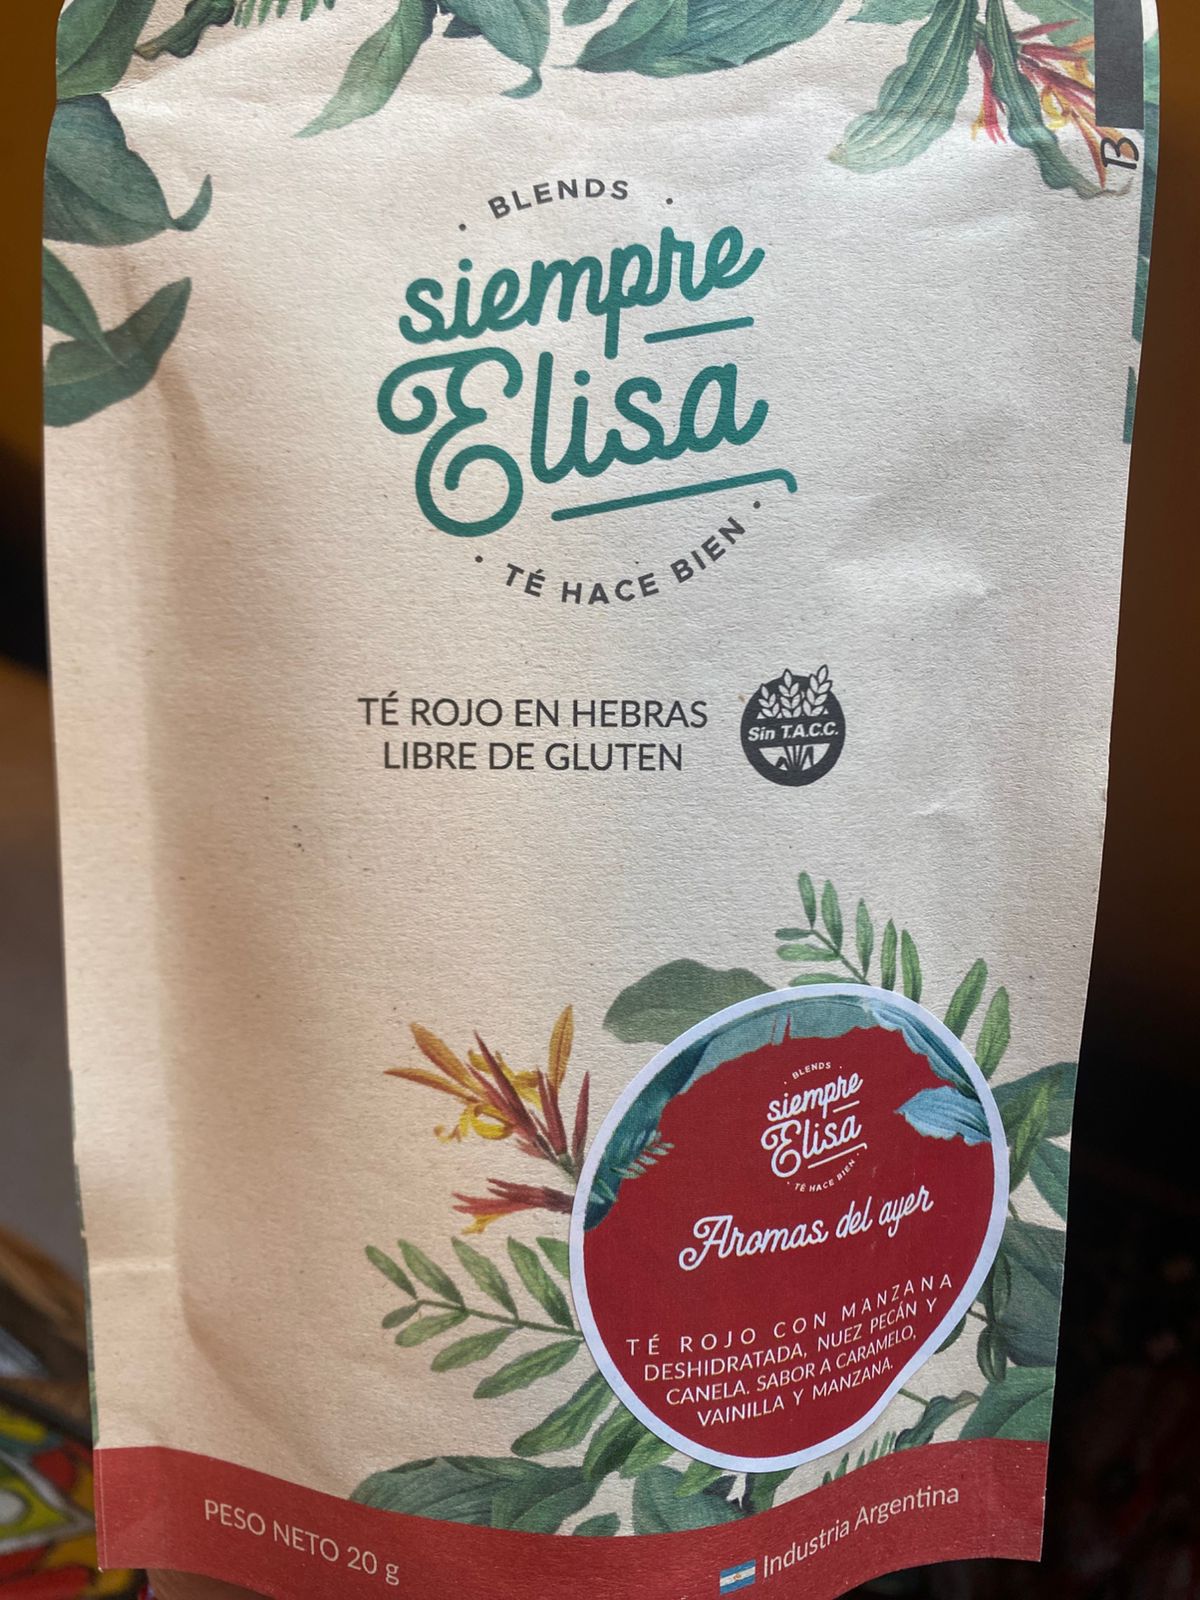 BLENDS
siempre
Elisa
TÉ HACE BIEN
TÉ ROJO EN HEBRAS
LIBRE DE GLUTEN
Sin T.A.C.C.
BLENDS
siempre
Elisa
TÉ HACE BIEN
Aromas del ayer
TÉ ROJO CON MANZANA
DESHIDRATADA, NUEZ PECÁN Y
CANELA. SABOR A CARAMELO,
VAINILLA Y MANZANA.
PESO NETO 20 g
Industria Argentina